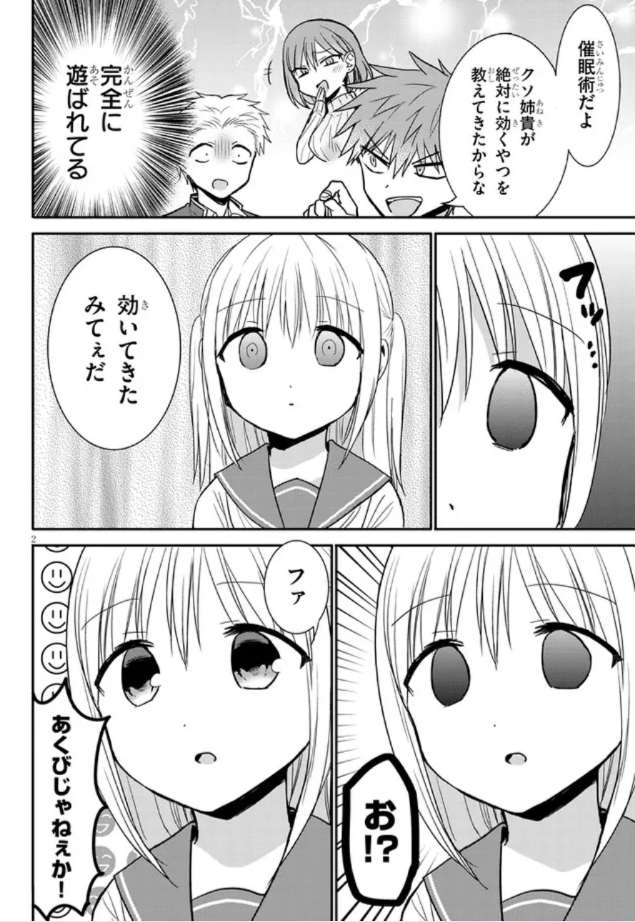 催眠術だよ
クソ姉貴が
絶対に効くやつを
教えてきたからな
完全に
遊ばれてる
フッ…
効いてきた
みてぇだ
お!?
ファ
あくびじゃねぇか!
2